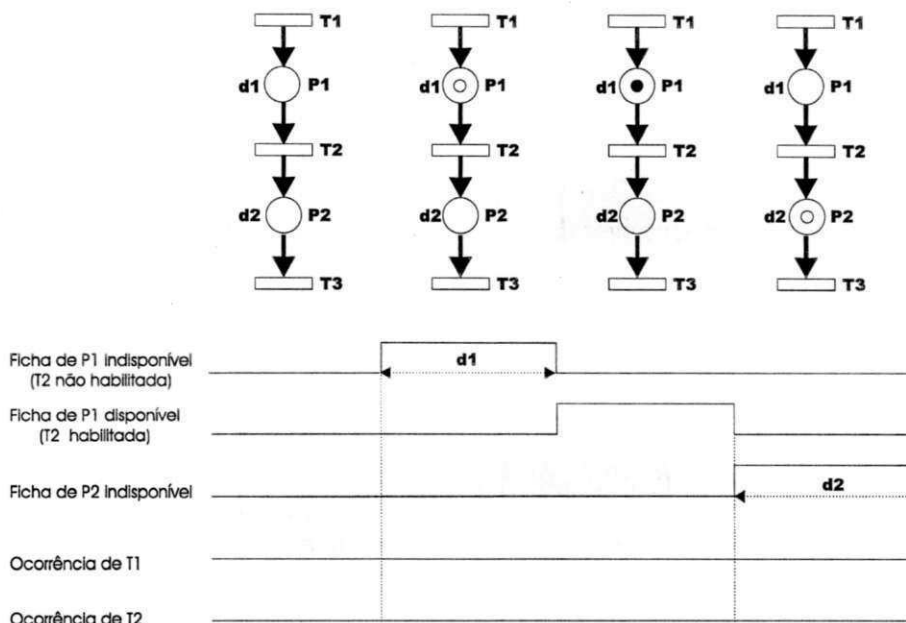 T1 T1 T1 T1
d1 P1 d1 P1 d1 P1 d1 P1
T2 T2 T2 T2
d2 P2 d2 P2 d2 P2 d2 P2
T3 T3 T3 T3
Ficha de P1 indisponível
(T2 não habilitada)
d1
Ficha de P1 disponível
(T2 habilitada)
Ficha de P2 indisponível
d2
Ocorrência de T1
Ocorrência de T2